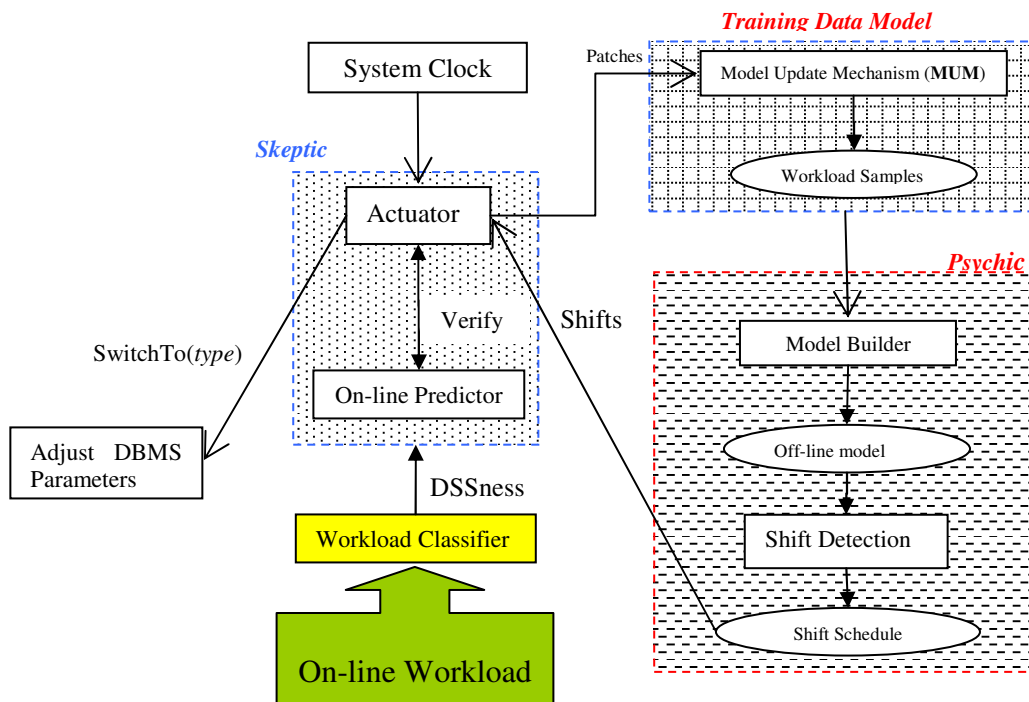 Training Data Model
System Clock
Patches
Model Update Mechanism (MUM)
Workload Samples
Skeptic
Actuator
Verify
On-line Predictor
Shifts
SwitchTo(type)
Adjust DBMS
Parameters
DSSness
Workload Classifier
On-line Workload
Psychic
Model Builder
Off-line model
Shift Detection
Shift Schedule